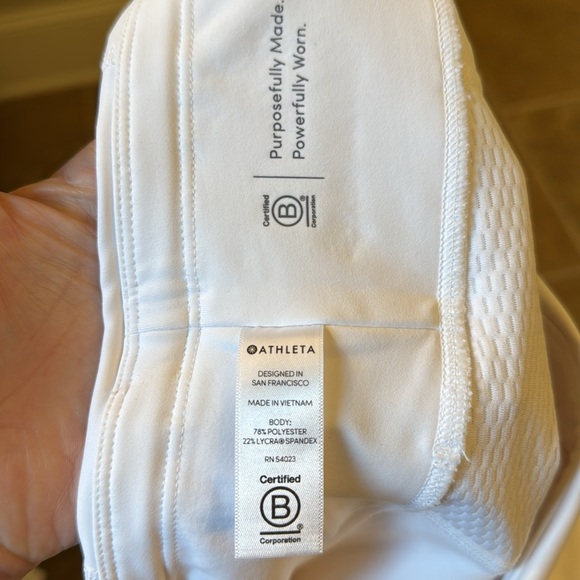 Purposefully Made.
Powerfully Worn.
Certified
B®
Corporation
ATHLETA
DESIGNED IN
SAN FRANCISCO
MADE IN VIETNAM
BODY:
78% POLYESTER
22% LYCRA® SPANDEX
RN 54023
Certified
B
Corporation